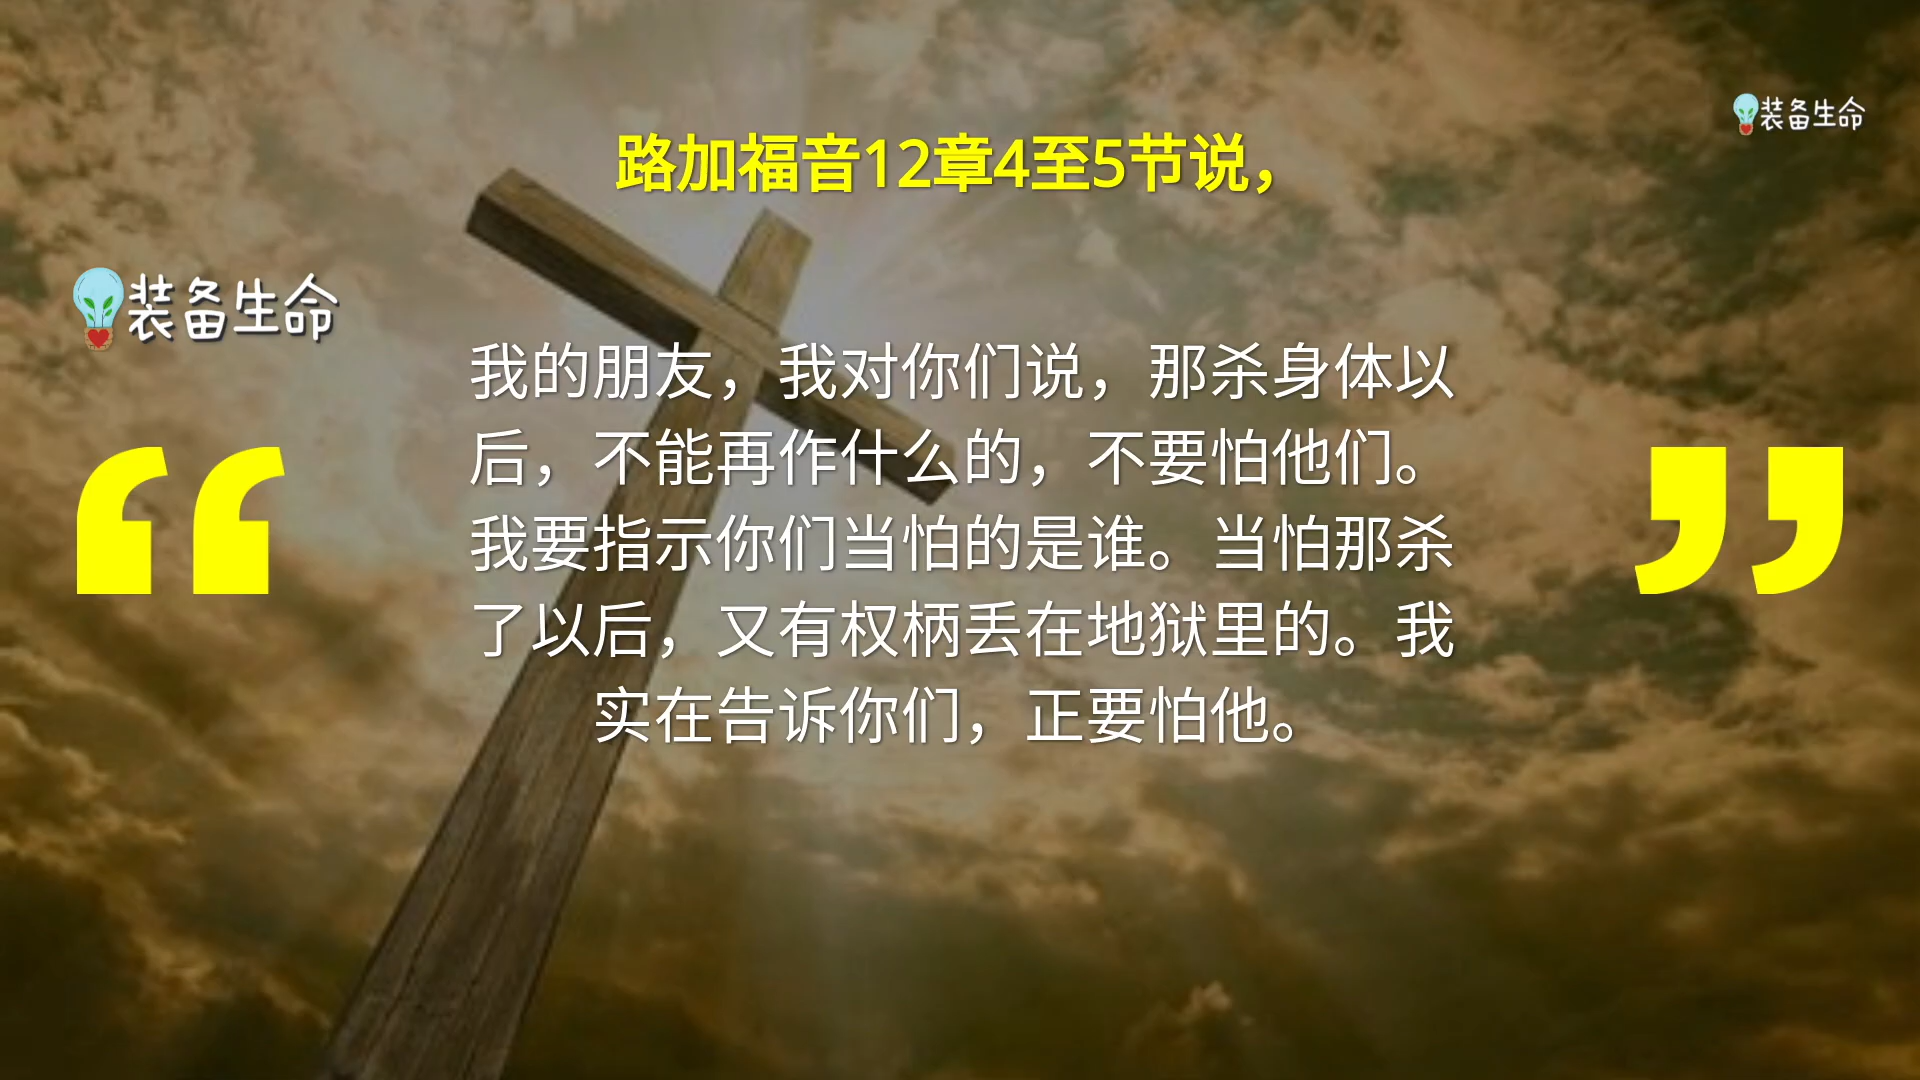 装备生命
路加福音12章4至5节说，
装备生命
“
我的朋友，我对你们说，那杀身体以
后，不能再作什么的，不要怕他们。
我要指示你们当怕的是谁。当怕那杀
了以后，又有权柄丢在地狱里的。我
实在告诉你们，正要怕他。
”